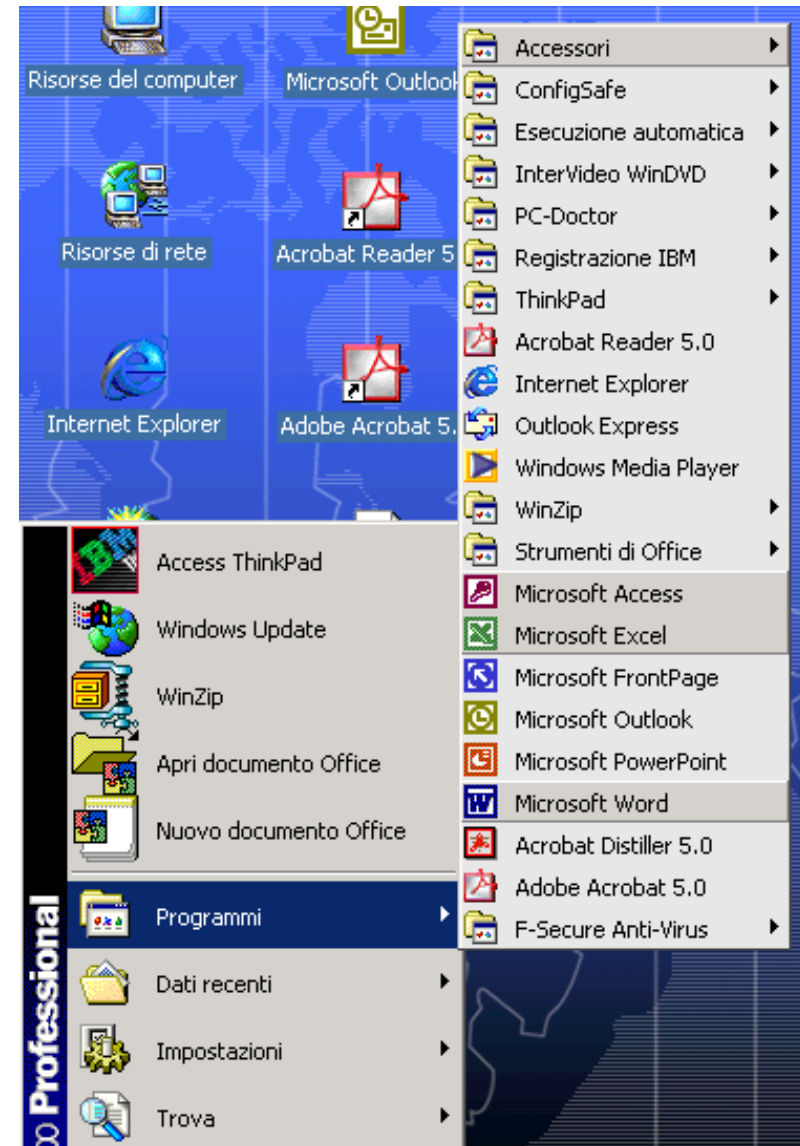 Risorse del computer
Microsoft Outlook
Risorse di rete
Acrobat Reader 5
Internet Explorer
Adobe Acrobat 5.
Accessori
ConfigSafe
Esecuzione automatica
InterVideo WinDVD
PC-Doctor
Registrazione IBM
ThinkPad
Acrobat Reader 5.0
Internet Explorer
Outlook Express
Windows Media Player
WinZip
Strumenti di Office
Microsoft Access
Microsoft Excel
Microsoft FrontPage
Microsoft Outlook
Microsoft PowerPoint
Microsoft Word
Acrobat Distiller 5.0
Adobe Acrobat 5.0
F-Secure Anti-Virus
IBM
Access ThinkPad
Windows Update
WinZip
Apri documento Office
Nuovo documento Office
Programmi
Dati recenti
Impostazioni
Trova
Professional